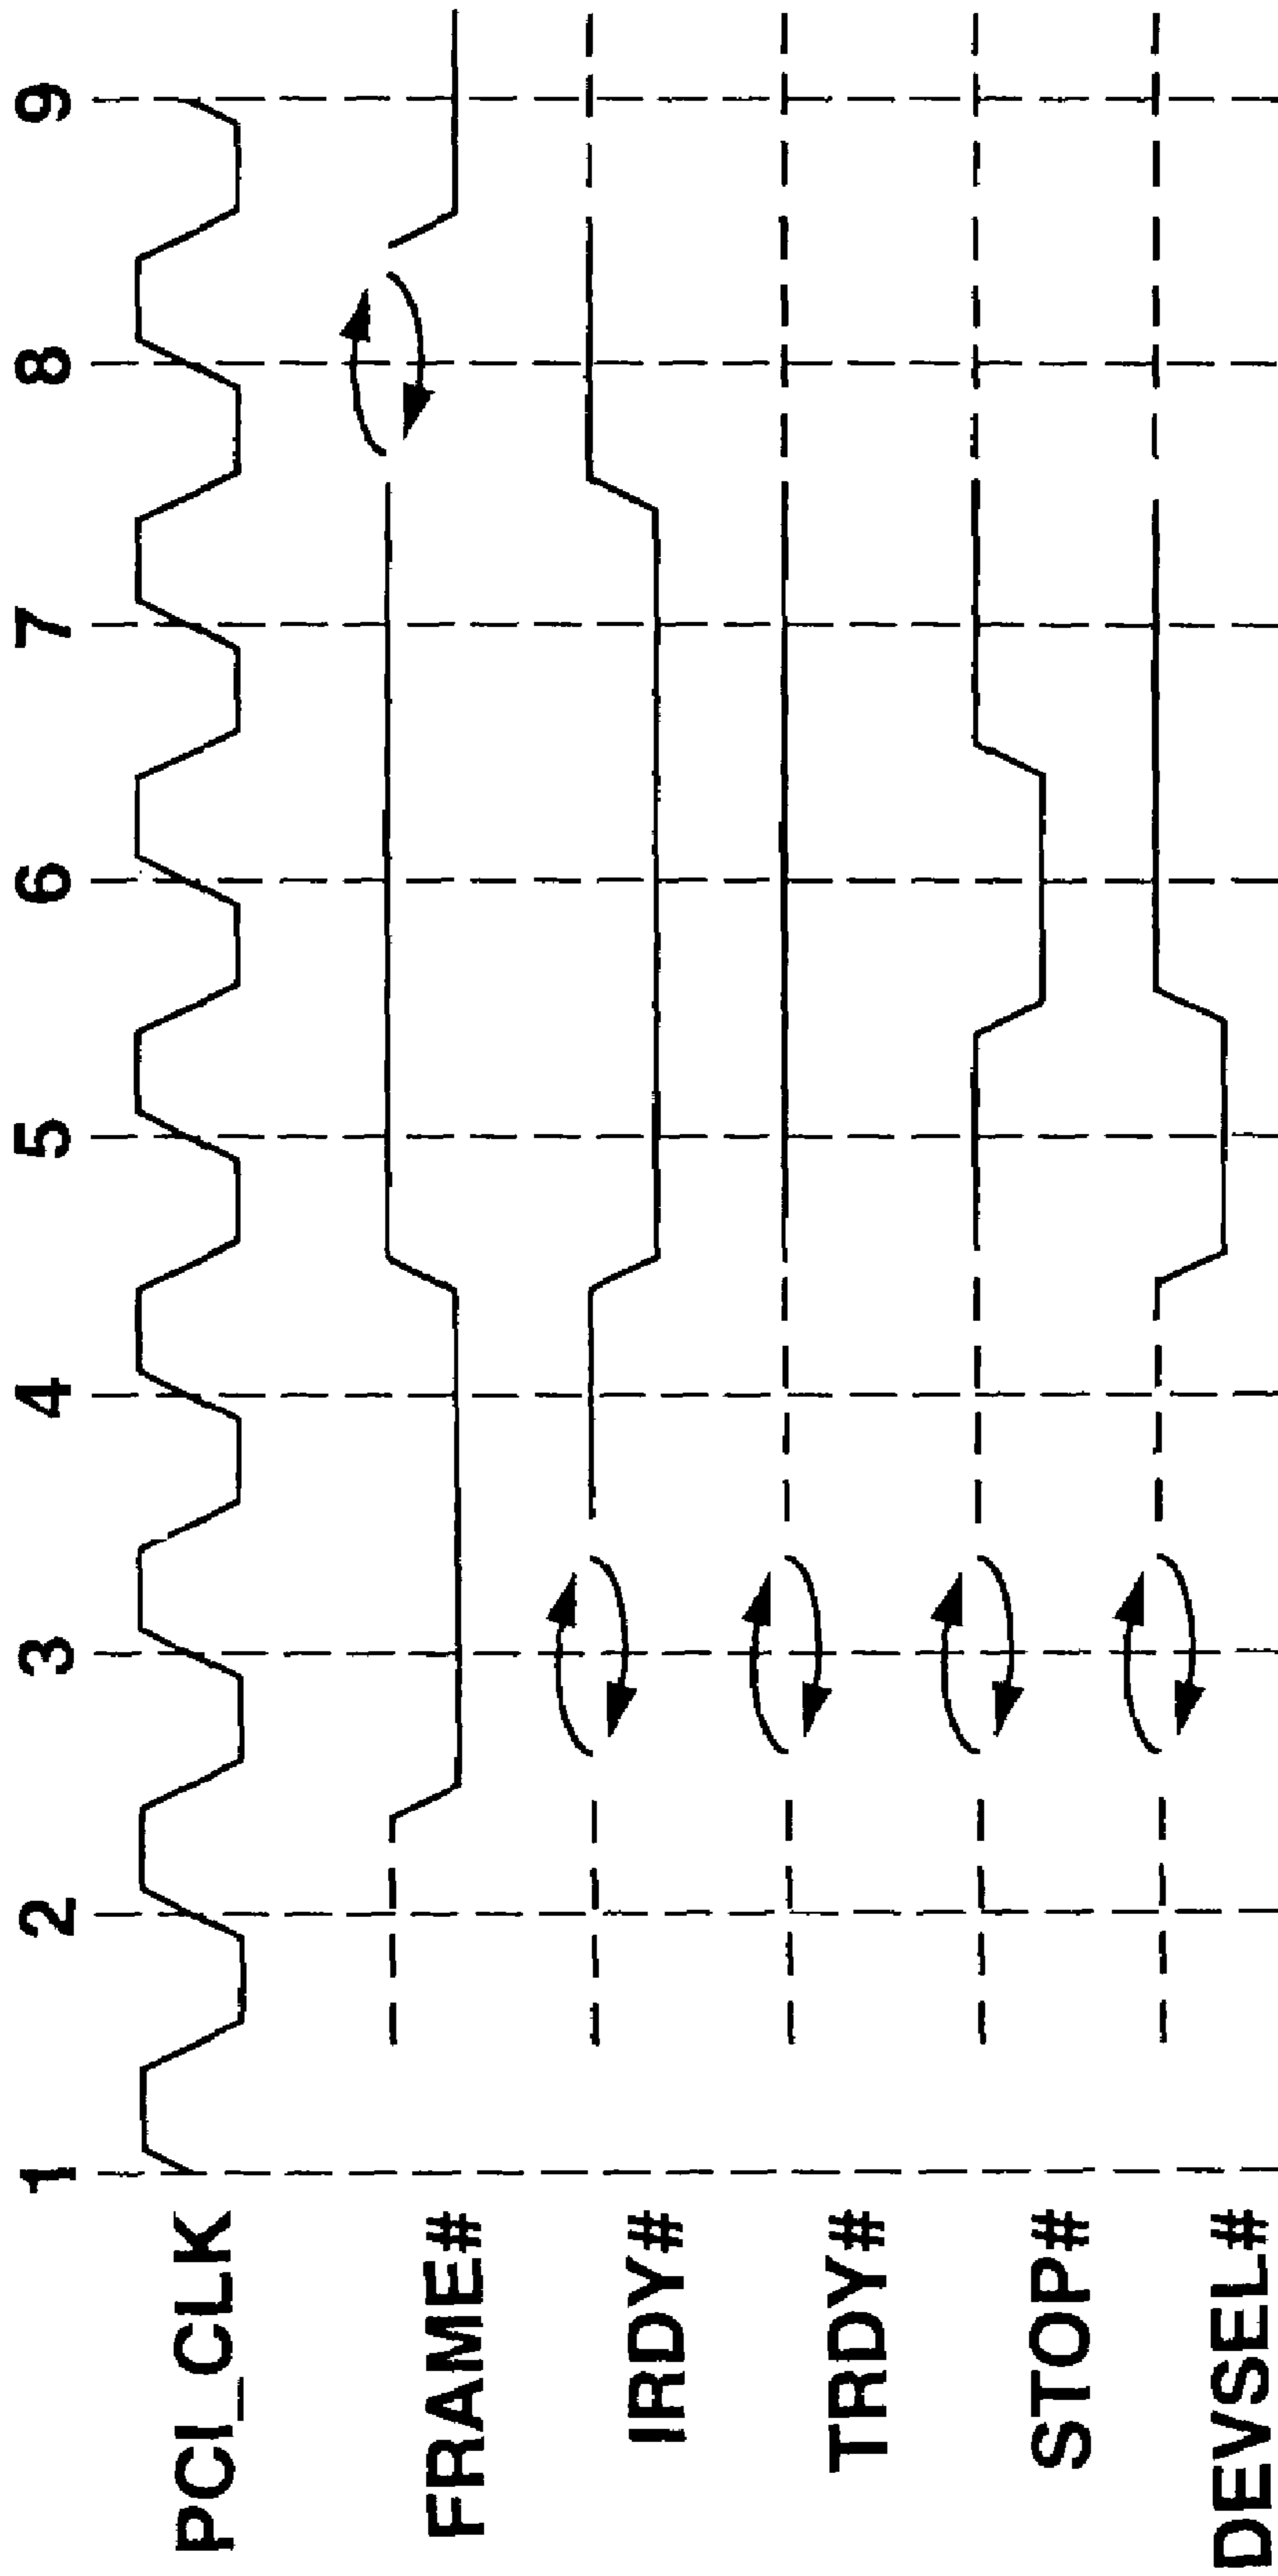 1 2 3 4 5 6 7 8 9
PCI_CLK
FRAME#
IRDY#
TRDY#
STOP#
DEVSEL#